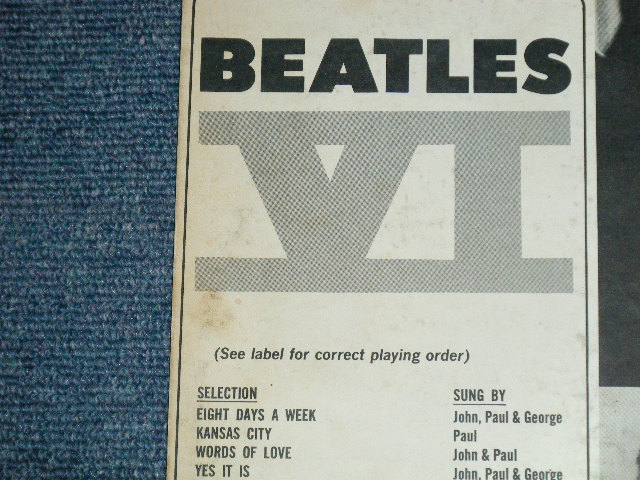 BEATLES
VI
(See label for correct playing order)
SELECTION SUNG BY
EIGHT DAYS A WEEK John, Paul & George
KANSAS CITY Paul
WORDS OF LOVE John & Paul
YES IT IS John, Paul & George